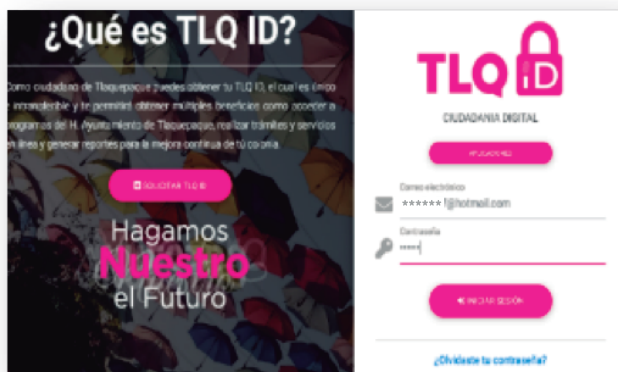 ¿Qué es TLQ ID?
Como ciudadano de Tlaquepaque puedes obtener tu TLQ ID, el cual es único
e intransferible y te permitirá obtener múltiples beneficios como acceder a
programas del H. Ayuntamiento de Tlaquepaque, realizar trámites y servicios
en línea y generar reportes para la mejora continua de tú colonia.
SOLICITAR TLQ ID
Hagamos
Nuestro
el Futuro
TLQ iD
CIUDADANIA DIGITAL
Correo electrónico
******f@hotmail.com
Contraseña
*****
INICIAR SESIÓN
¿Olvidaste tu contraseña?